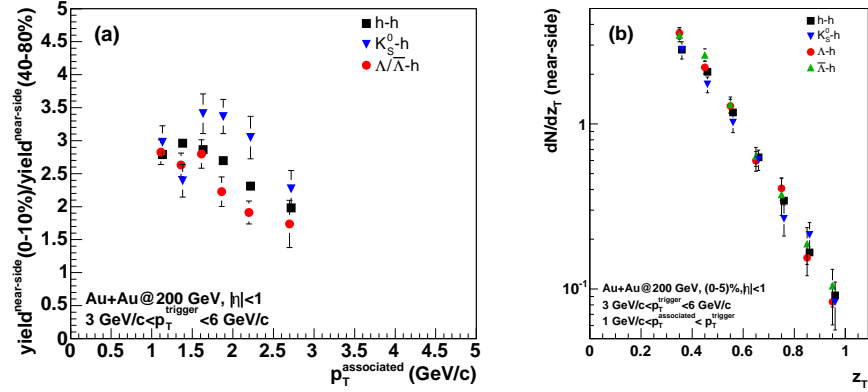 yield^near-side(0-10%)/yield^near-side(40-80%)
5
4.5
4
3.5
3
2.5
2
1.5
1
0.5
0
(a)
h-h
K_S^0-h
Λ/Λ̅-h
Au+Au@200 GeV, |η|<1
3 GeV/c<p_T^trigger<6 GeV/c
0 0.5 1 1.5 2 2.5 3 3.5 4 4.5 5
p_T^associated (GeV/c)
dN/dz_T (near-side)
1
10^-1
(b)
h-h
K_S^0-h
Λ-h
Λ̅-h
Au+Au@200 GeV, (0-5)%,|η|<1
3 GeV/c<p_T^trigger<6 GeV/c
1 GeV/c<p_T^associated< p_T^trigger
0 0.2 0.4 0.6 0.8 1
z_T